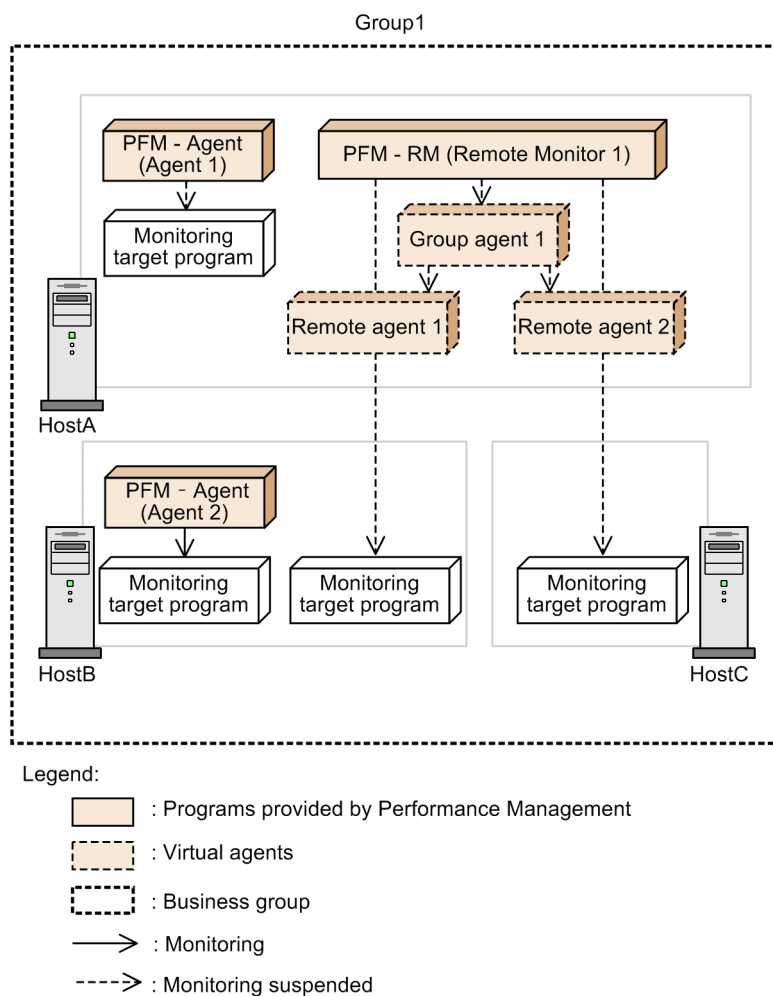 Group1
PFM - Agent
(Agent 1)
PFM - RM (Remote Monitor 1)
Monitoring
target program
Group agent 1
Remote agent 1
Remote agent 2
HostA
PFM - Agent
(Agent 2)
Monitoring
target program
Monitoring
target program
Monitoring
target program
HostB
HostC
Legend:
: Programs provided by Performance Management
: Virtual agents
: Business group
: Monitoring
: Monitoring suspended